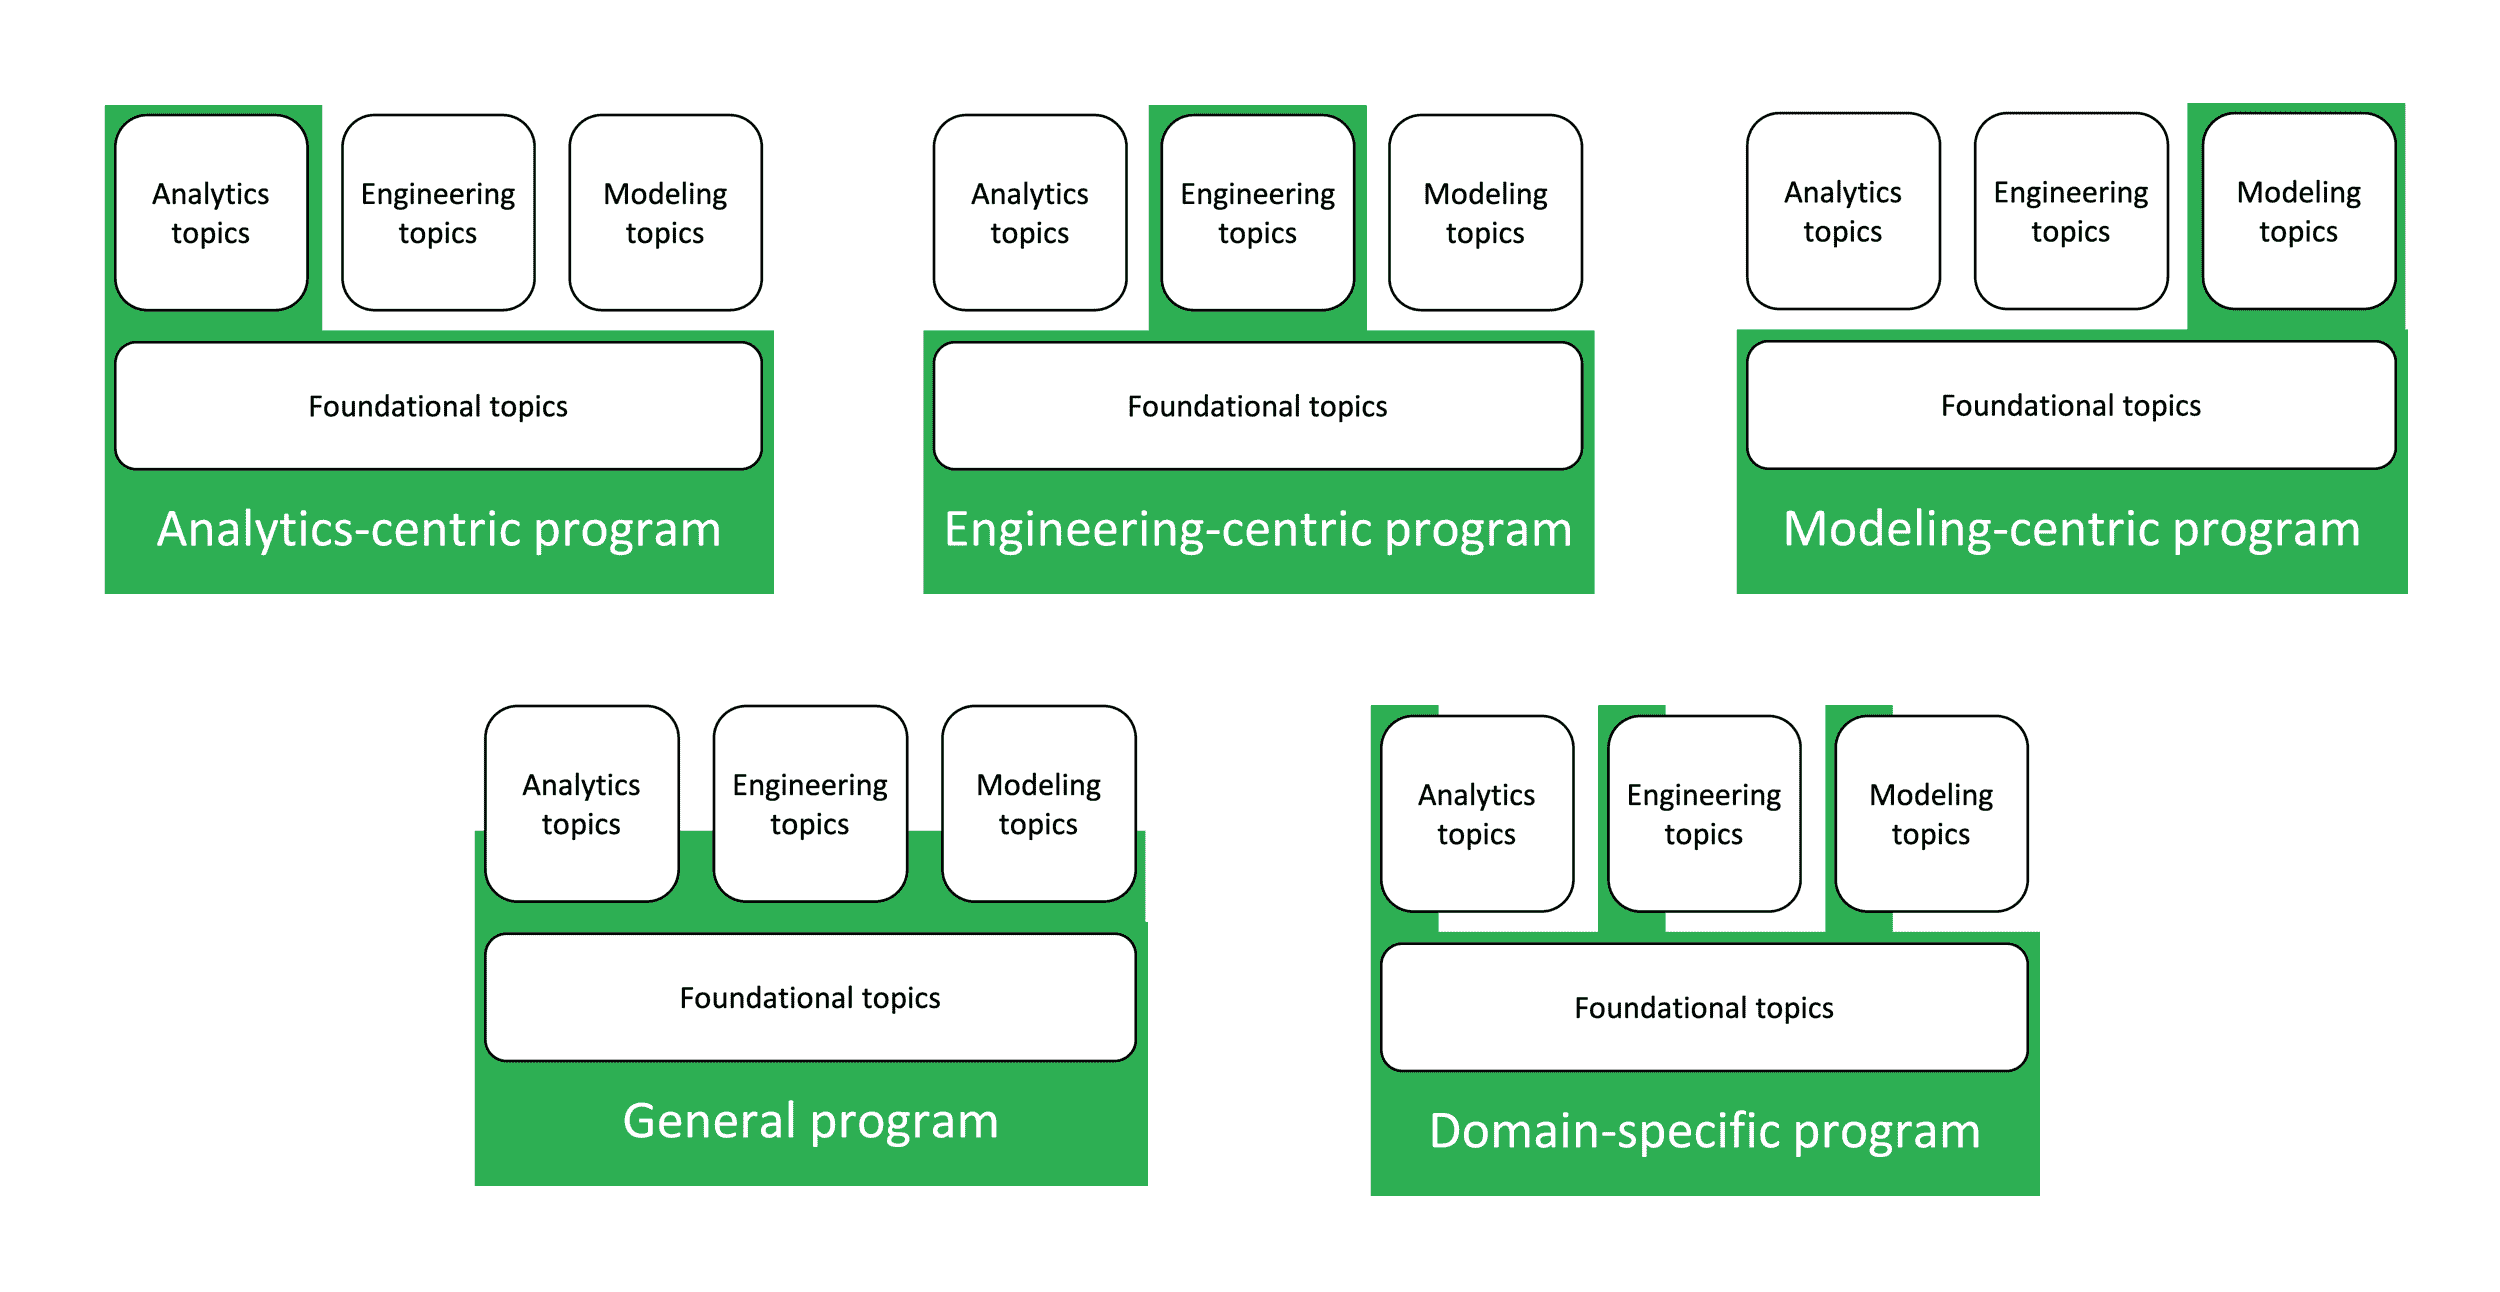 Analytics
topics
Engineering
topics
Modeling
topics
Foundational topics
Analytics-centric program
Analytics
topics
Engineering
topics
Modeling
topics
Foundational topics
Engineering-centric program
Analytics
topics
Engineering
topics
Modeling
topics
Foundational topics
Modeling-centric program
Analytics
topics
Engineering
topics
Modeling
topics
Foundational topics
General program
Analytics
topics
Engineering
topics
Modeling
topics
Foundational topics
Domain-specific program